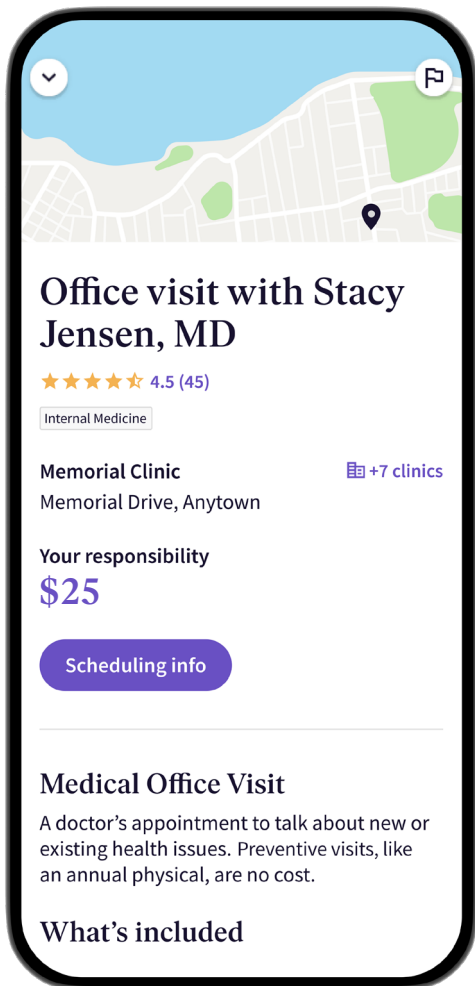 Office visit with Stacy
Jensen, MD
4.5 (45)
Internal Medicine
Memorial Clinic
+7 clinics
Memorial Drive, Anytown
Your responsibility
$25
Scheduling info
Medical Office Visit
A doctor’s appointment to talk about new or
existing health issues. Preventive visits, like
an annual physical, are no cost.
What’s included